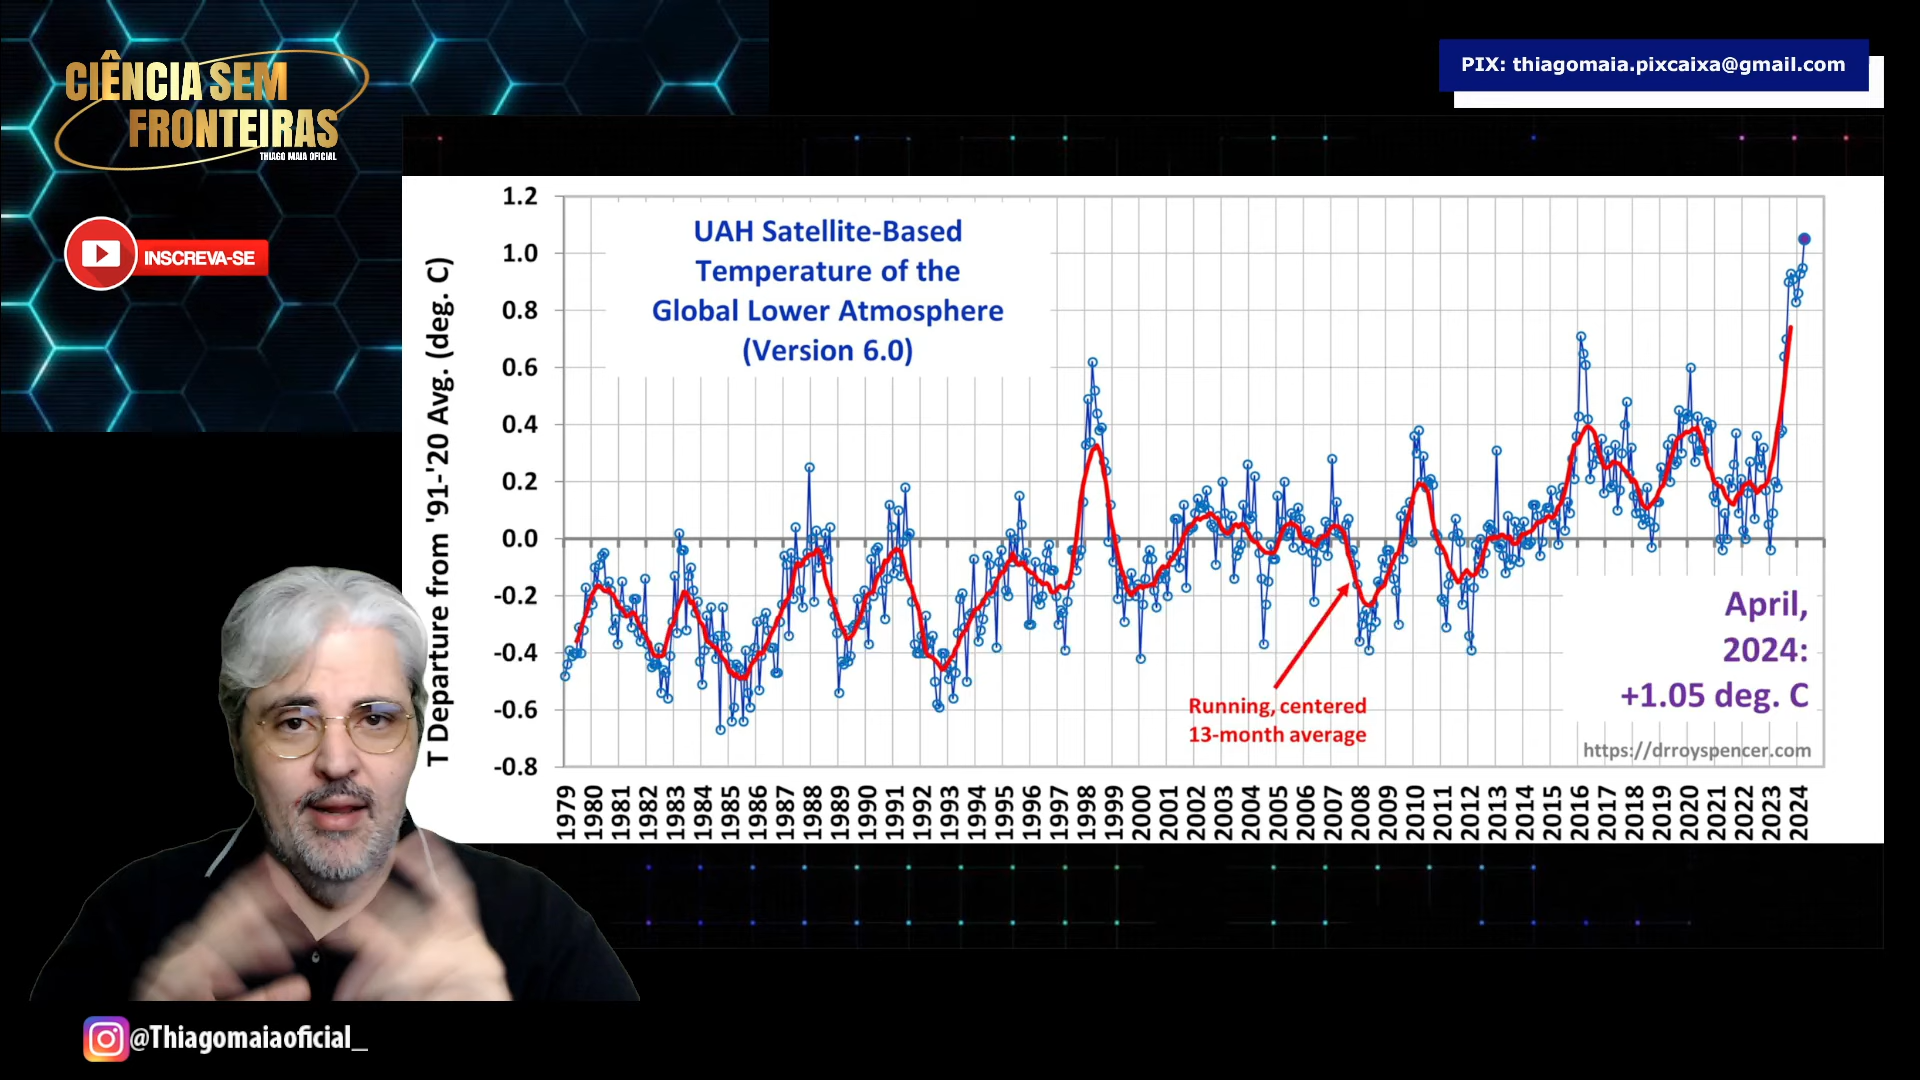 CIÊNCIA SEM
FRONTEIRAS
THIAGO MAIA OFICIAL
INSCREVA-SE
PIX: thiagomaia.pixcaixa@gmail.com
UAH Satellite-Based
Temperature of the
Global Lower Atmosphere
(Version 6.0)
T Departure from '91-'20 Avg. (deg. C)
1.2
1.0
0.8
0.6
0.4
0.2
0.0
-0.2
-0.4
-0.6
-0.8
Running, centered
13-month average
April,
2024:
+1.05 deg. C
https://drroyspencer.com
1979 1980 1981 1982 1983 1984 1985 1986 1987 1988 1989 1990 1991 1992 1993 1994 1995 1996 1997 1998 1999 2000 2001 2002 2003 2004 2005 2006 2007 2008 2009 2010 2011 2012 2013 2014 2015 2016 2017 2018 2019 2020 2021 2022 2023 2024
@Thiagomaiaoficial_